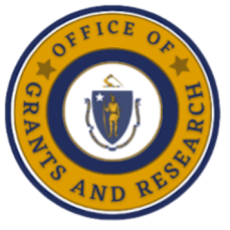 OFFICE OF
GRANTS AND RESEARCH